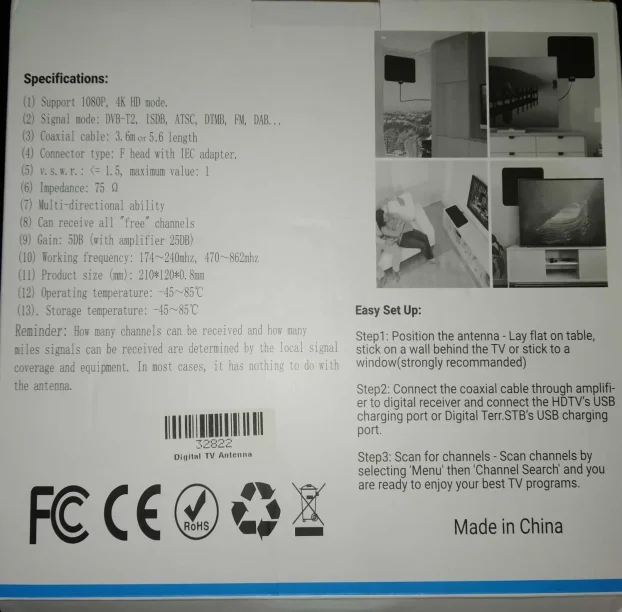 Specifications:
(1) Support 1080P, 4K HD mode.
(2) Signal mode: DVB-T2, ISDB, ATSC, DTMB, FM, DAB...
(3) Coaxial cable: 3.6m or 5.6 length
(4) Connector type: F head with IEC adapter.
(5) v.s.w.r.: <= 1.5, maximum value: 1
(6) Impedance: 75 Ω
(7) Multi-directional ability
(8) Can receive all "free" channels
(9) Gain: 5DB (with amplifier 25DB)
(10) Working frequency: 174~240mhz, 470~862mhz
(11) Product size (mm): 210*120*0.8mm
(12) Operating temperature: -45~85℃
(13). Storage temperature: -45~85℃
Reminder: How many channels can be received and how many
miles signals can be received are determined by the local signal
coverage and equipment. In most cases, it has nothing to do with
the antenna.
32822
Digital TV Antenna
FC CE RoHS
Easy Set Up:
Step1: Position the antenna - Lay flat on table,
stick on a wall behind the TV or stick to a
window(strongly recommanded)
Step2: Connect the coaxial cable through amplifi-
er to digital receiver and connect the HDTV's USB
charging port or Digital Terr.STB's USB charging
port.
Step3: Scan for channels - Scan channels by
selecting 'Menu' then 'Channel Search' and you
are ready to enjoy your best TV programs.
Made in China